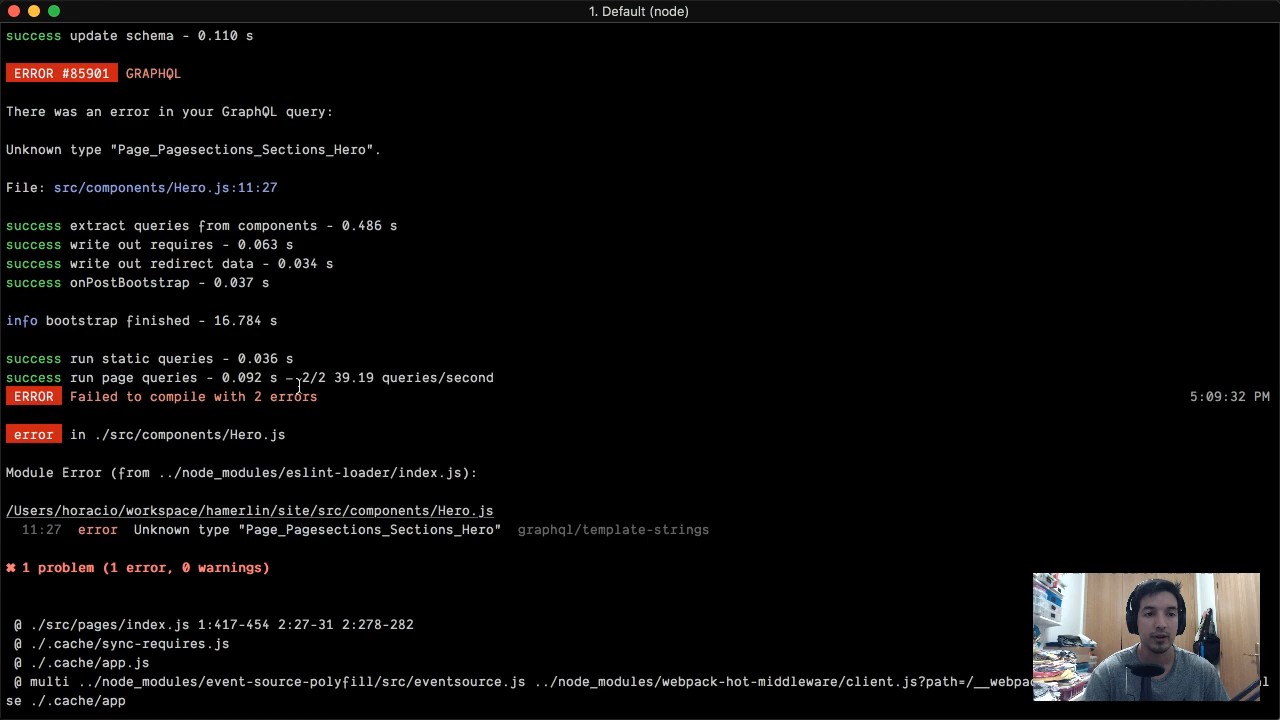 1. Default (node)
success update schema - 0.110 s
ERROR #85901 GRAPHQL
There was an error in your GraphQL query:
Unknown type "Page_Pagesections_Sections_Hero".
File: src/components/Hero.js:11:27
success extract queries from components - 0.486 s
success write out requires - 0.063 s
success write out redirect data - 0.034 s
success onPostBootstrap - 0.037 s
info bootstrap finished - 16.784 s
success run static queries - 0.036 s
success run page queries - 0.092 s — 2/2 39.19 queries/second
ERROR Failed to compile with 2 errors 5:09:32 PM
error in ./src/components/Hero.js
Module Error (from ../node_modules/eslint-loader/index.js):
/Users/horacio/workspace/hamerlin/site/src/components/Hero.js
11:27 error Unknown type "Page_Pagesections_Sections_Hero" graphql/template-strings
✖ 1 problem (1 error, 0 warnings)
@ ./src/pages/index.js 1:417-454 2:27-31 2:278-282
@ ./.cache/sync-requires.js
@ ./.cache/app.js
@ multi ../node_modules/event-source-polyfill/src/eventsource.js ../node_modules/webpack-hot-middleware/client.js?path=/__webpac
se ./.cache/app